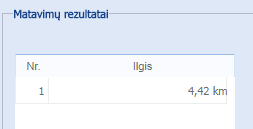 Matavimų rezultatai
Nr. Ilgis
1 4,42 km